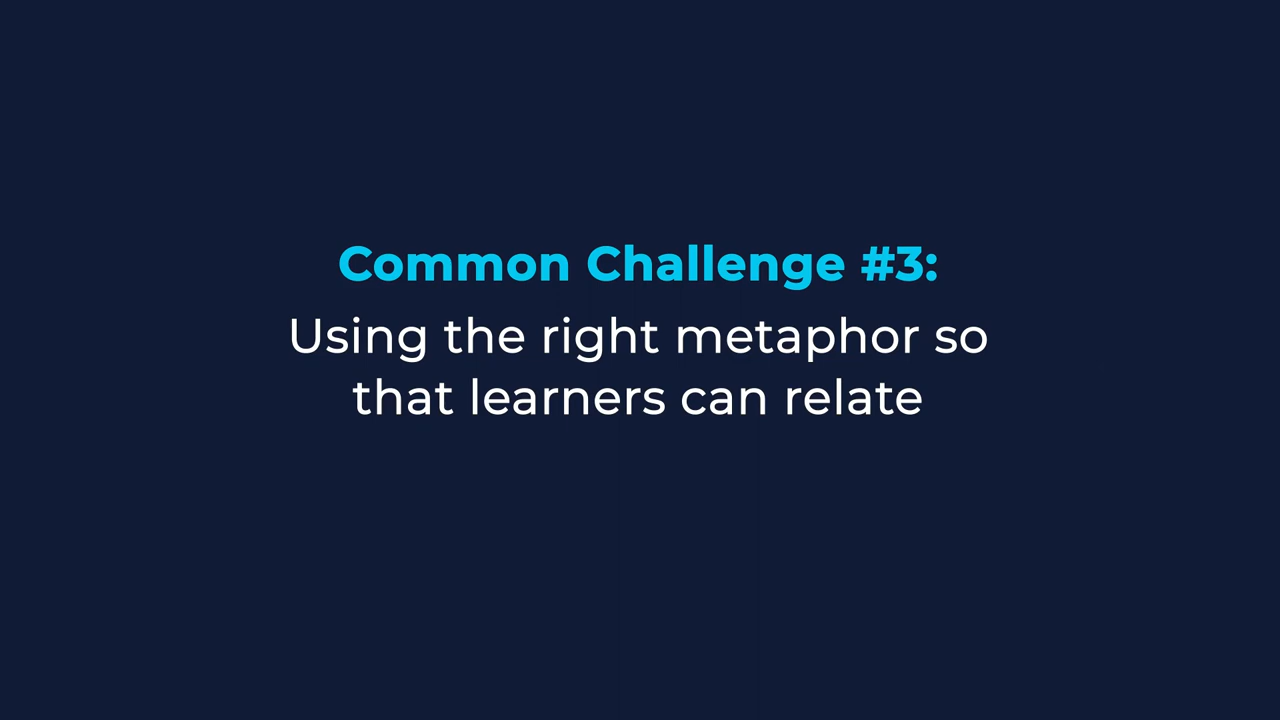 Common Challenge #3:
Using the right metaphor so
that learners can relate